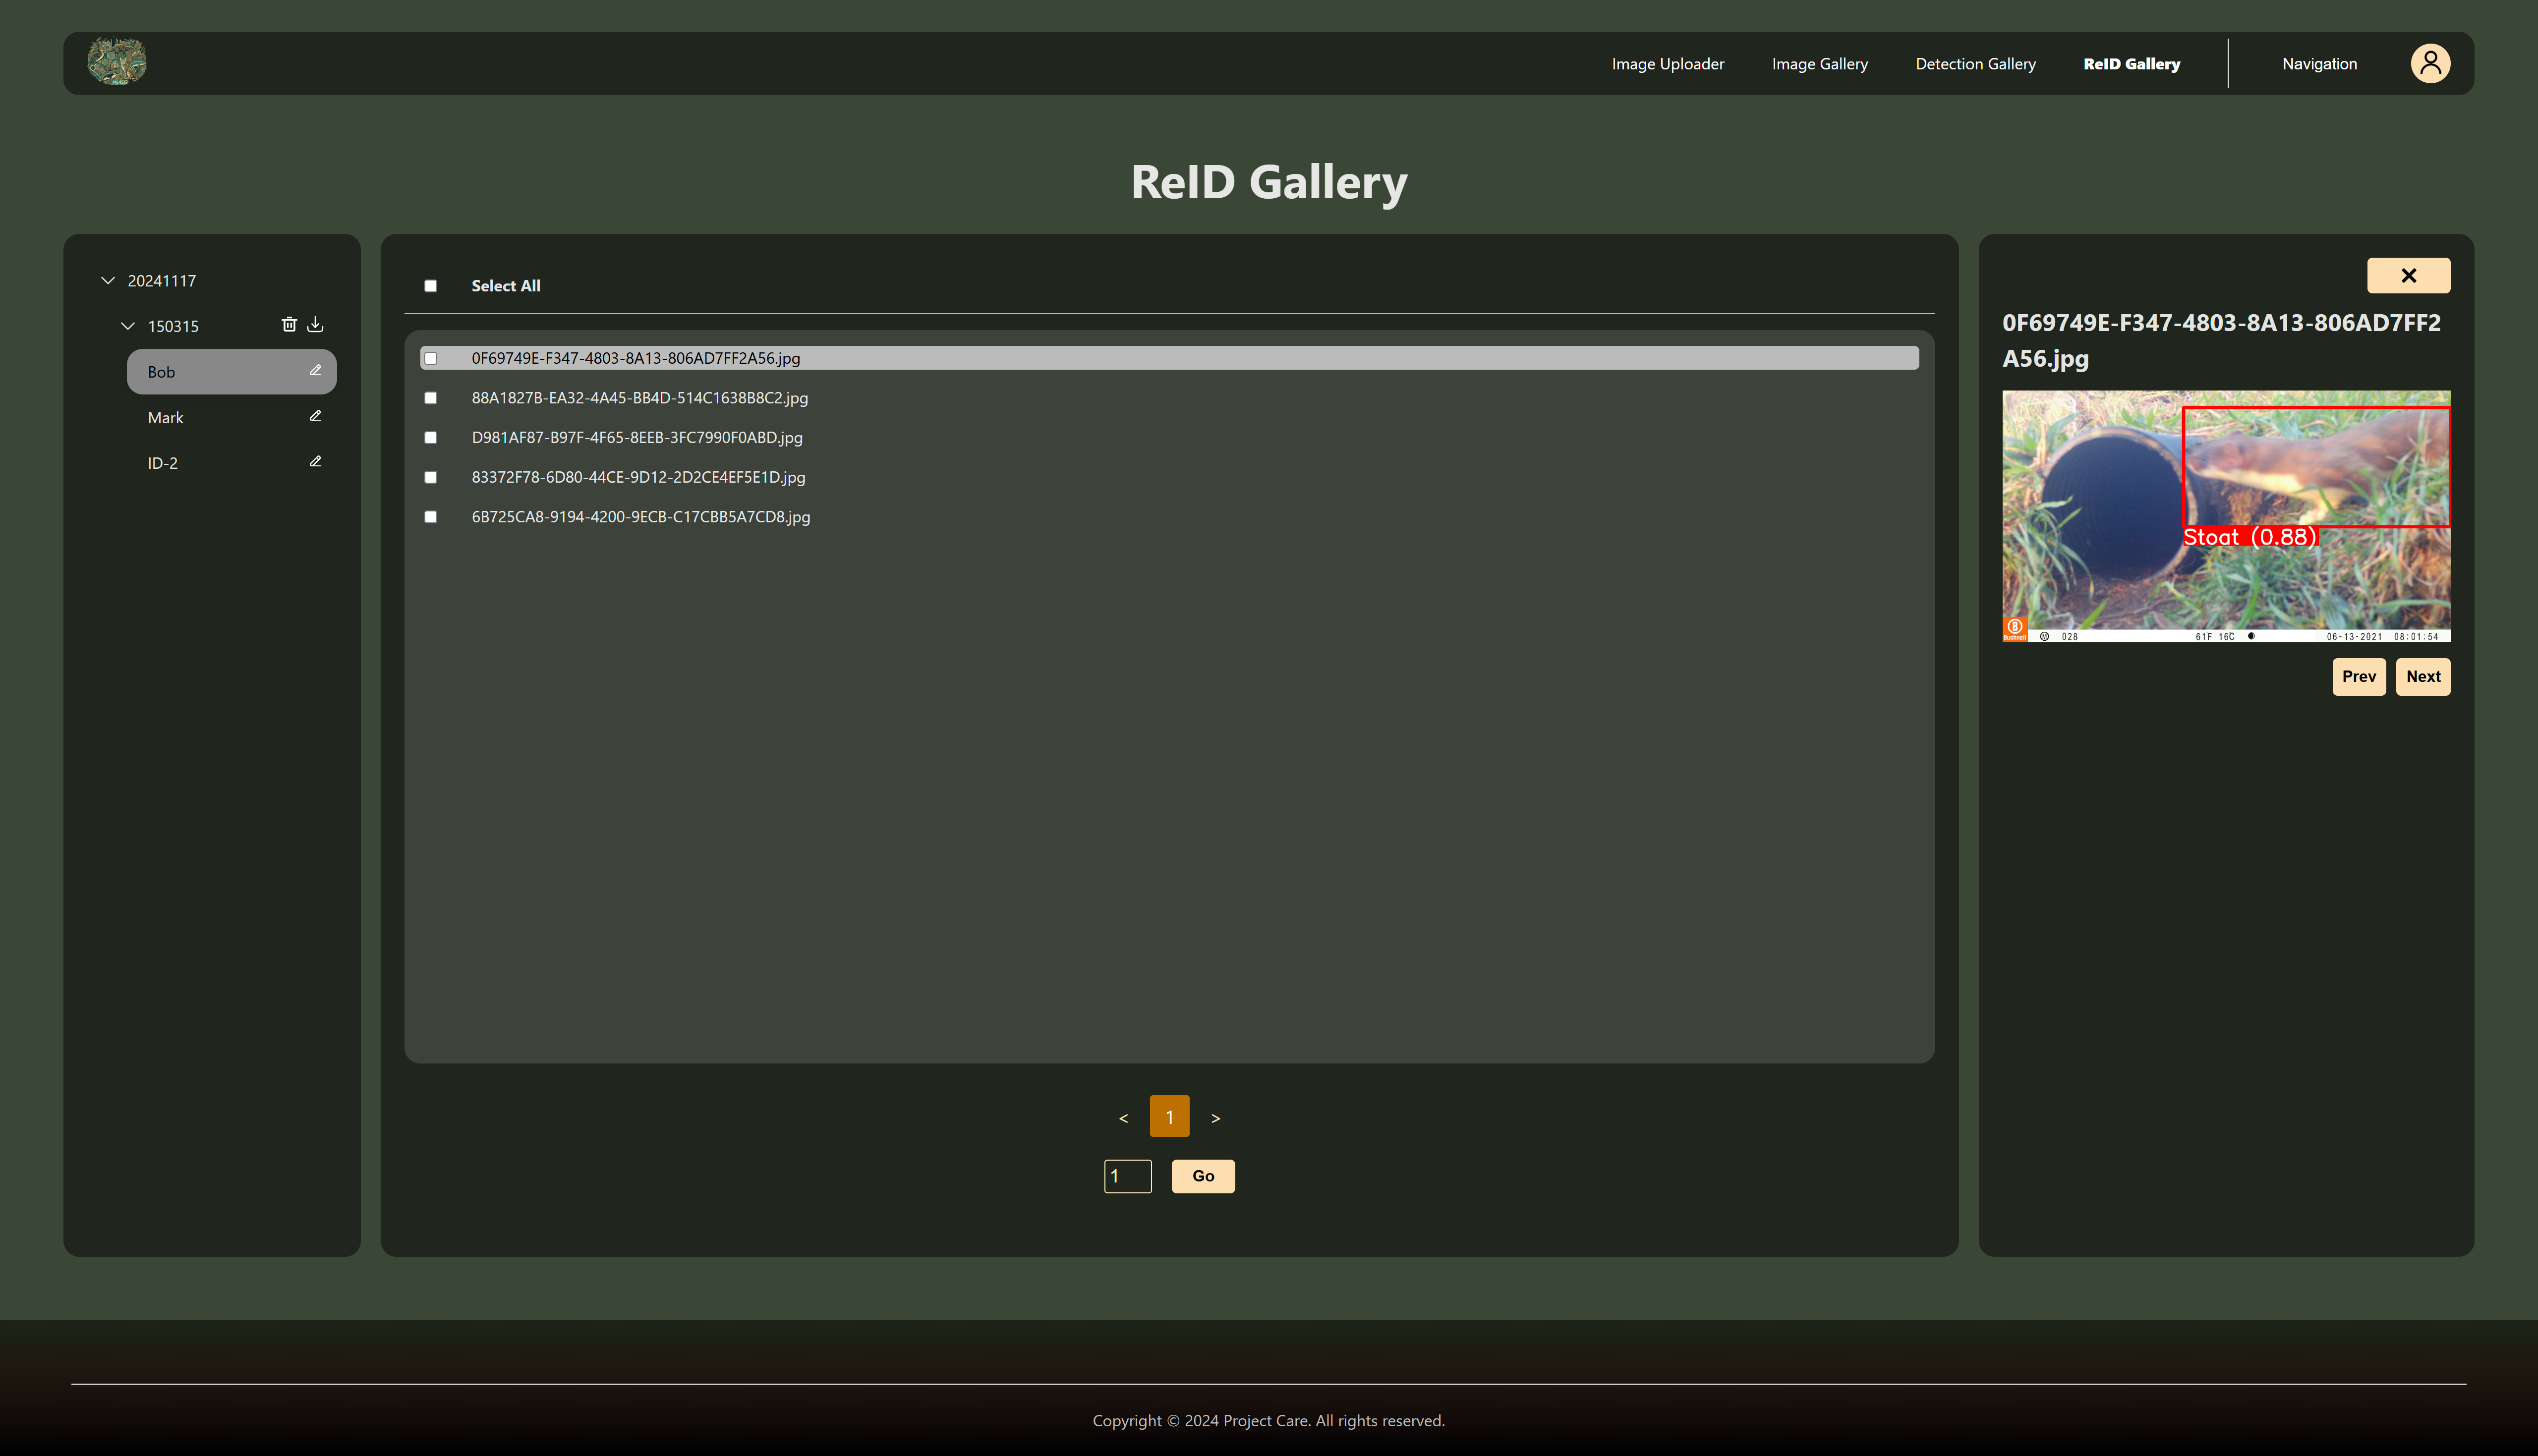 Image Uploader
Image Gallery
Detection Gallery
ReID Gallery
Navigation
ReID Gallery
20241117
150315
Bob
Mark
ID-2
Select All
0F69749E-F347-4803-8A13-806AD7FF2A56.jpg
88A1827B-EA32-4A45-BB4D-514C1638B8C2.jpg
D981AF87-B97F-4F65-8EEB-3FC7990F0ABD.jpg
83372F78-6D80-44CE-9D12-2D2CE4EF5E1D.jpg
6B725CA8-9194-4200-9ECB-C17CBB5A7CD8.jpg
< 1 >
1 Go
0F69749E-F347-4803-8A13-806AD7FF2
A56.jpg
Stoat (0.88)
B
Bushnell
M 028 61F 16C 06-13-2021 08:01:54
Prev Next
Copyright © 2024 Project Care. All rights reserved.